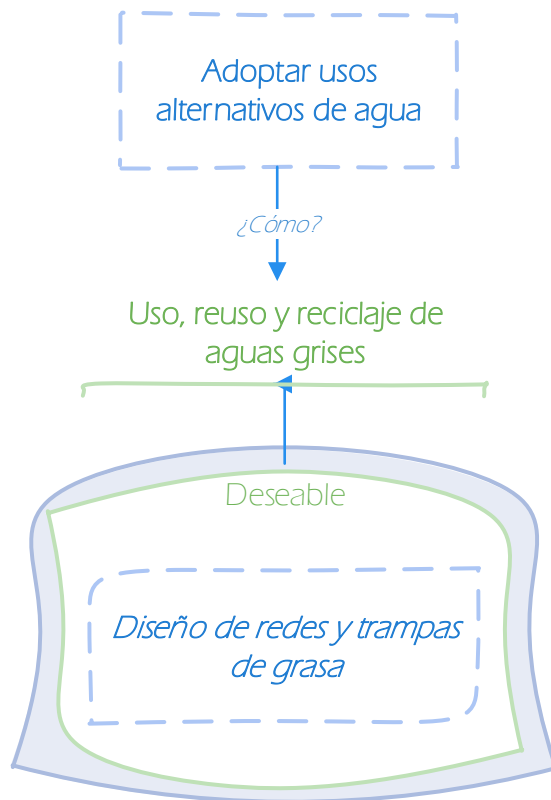 Adoptar usos
alternativos de agua
¿Cómo?
Uso, reuso y reciclaje de
aguas grises
Deseable
Diseño de redes y trampas
de grasa